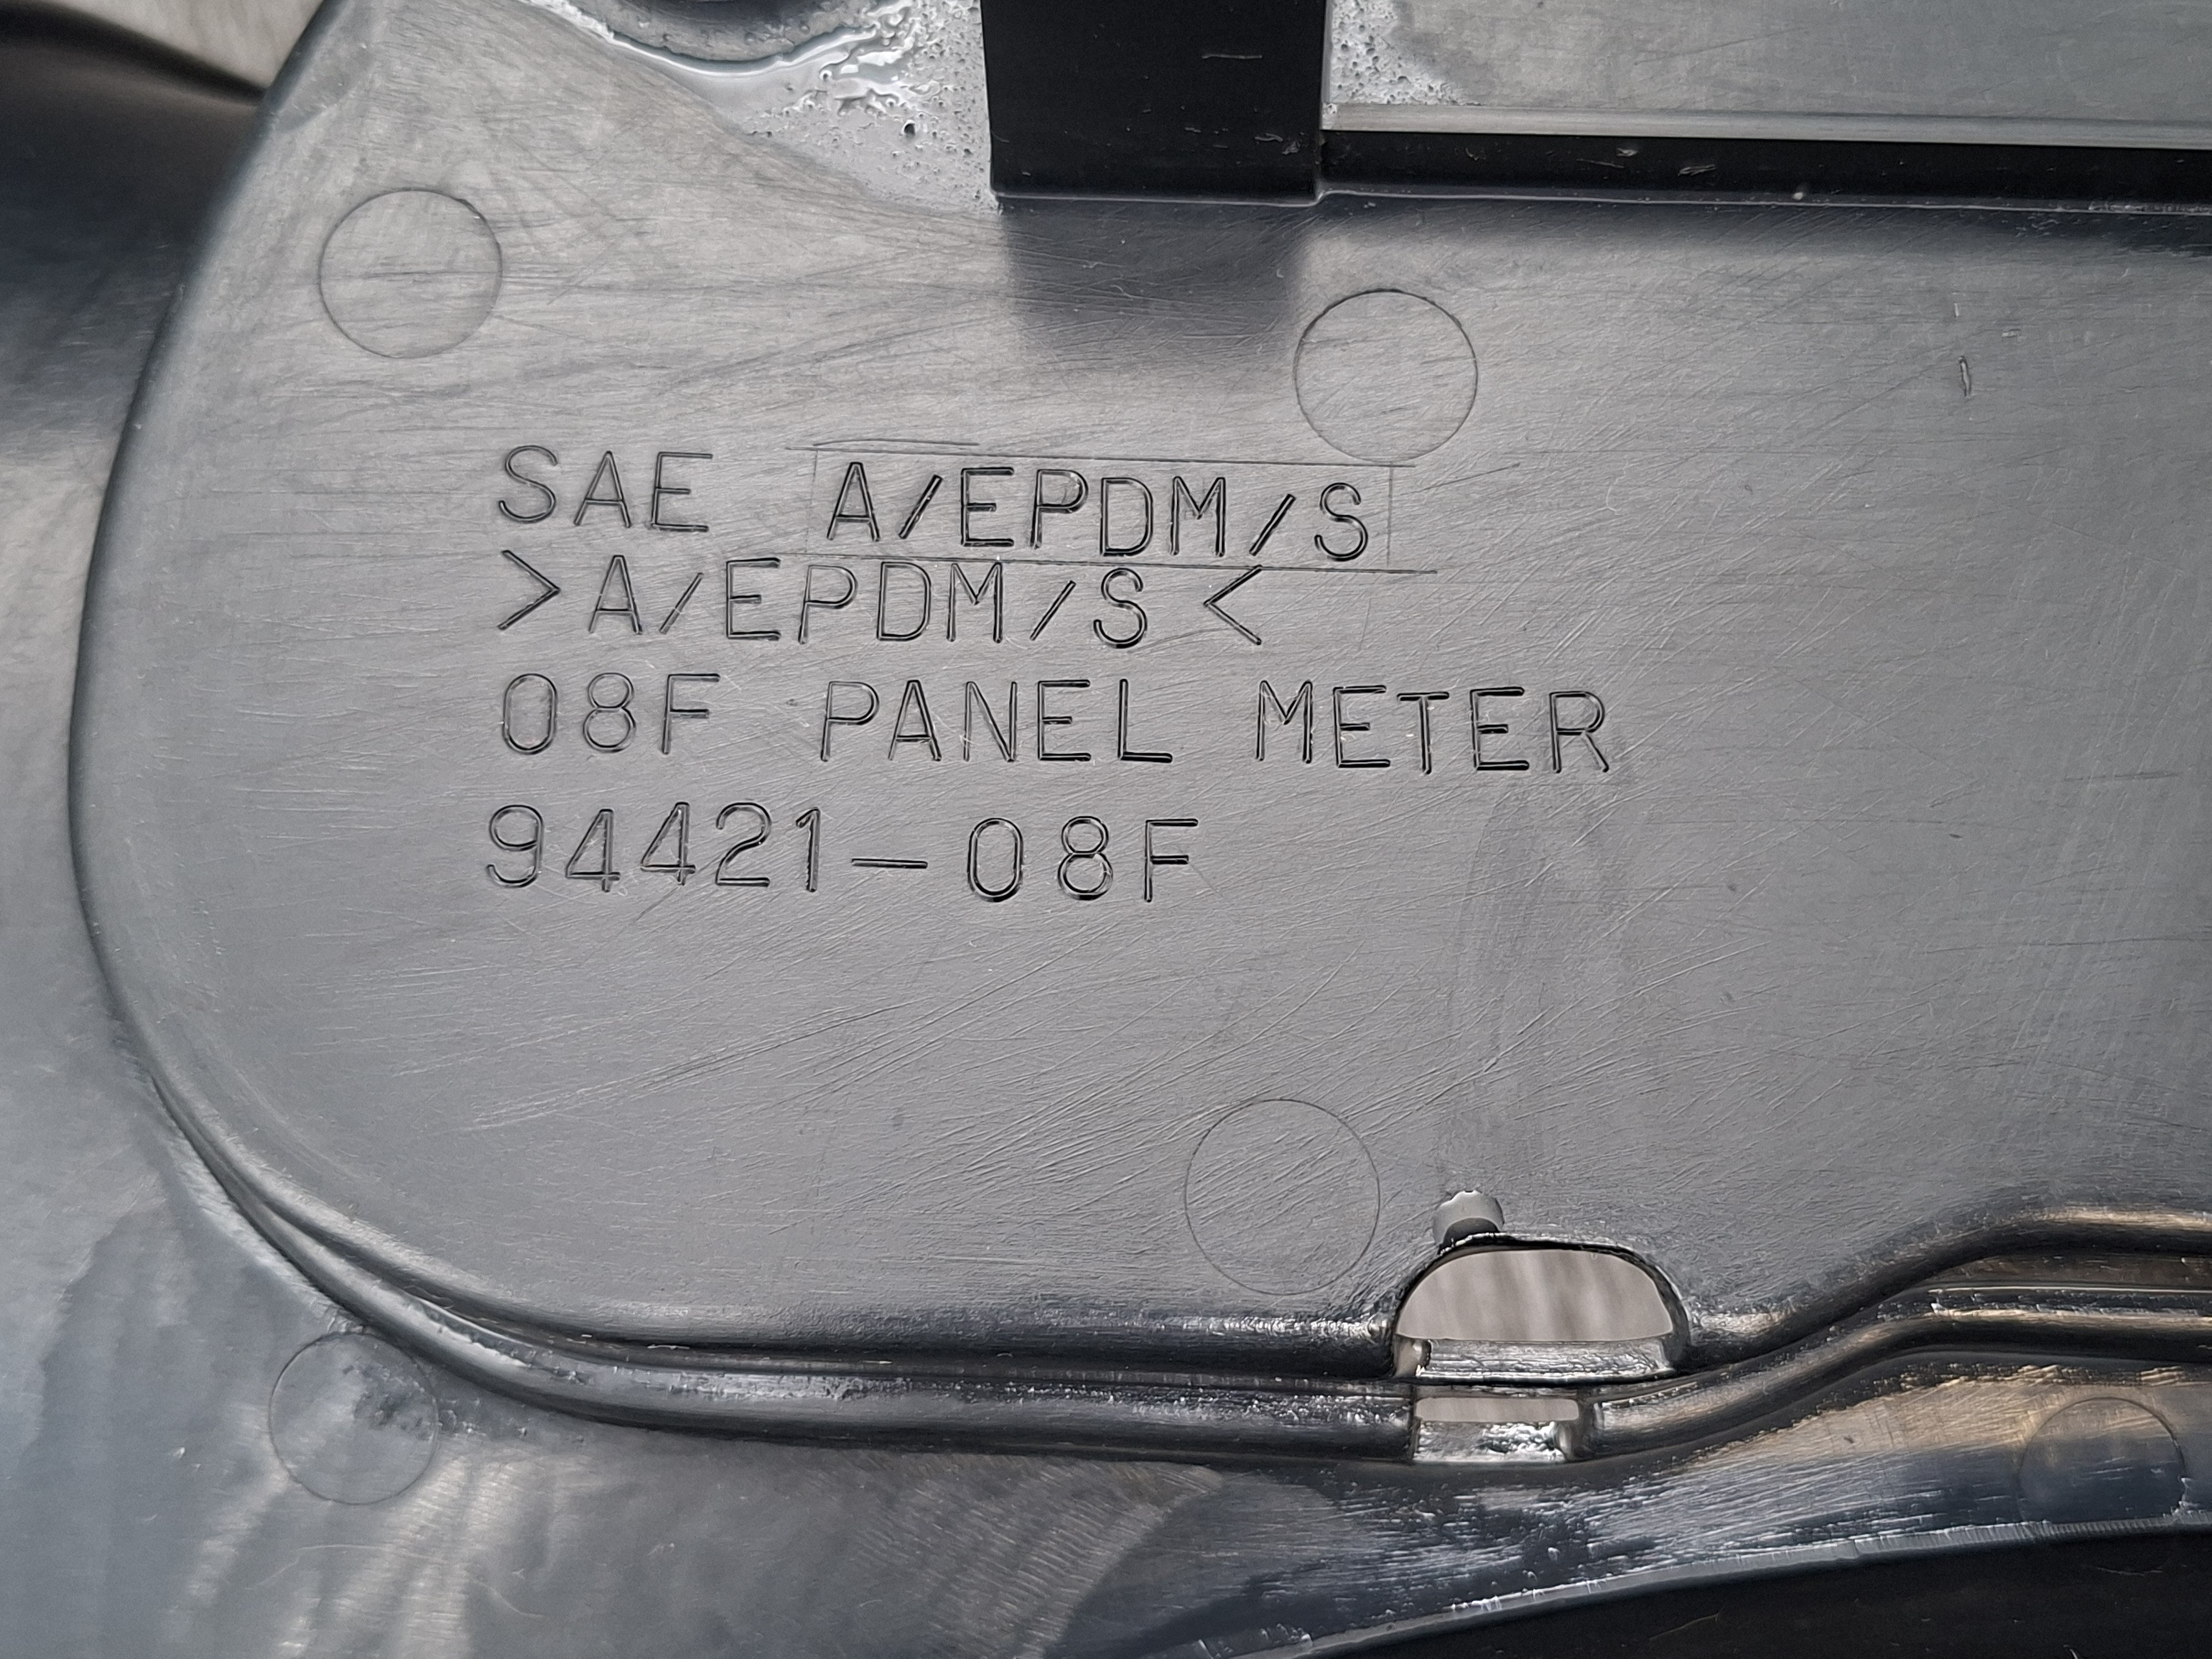 SAE A/EPDM/S
>A/EPDM/S<
08F PANEL METER
94421-08F